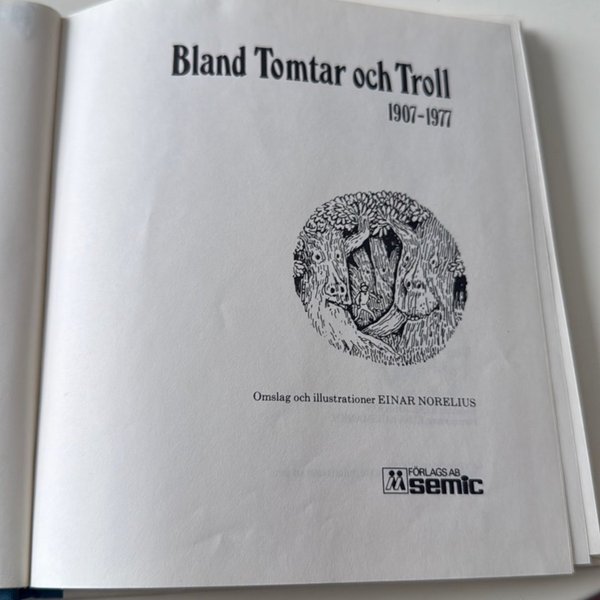 Bland Tomtar och Troll
1907-1977
Omslag och illustrationer EINAR NORELIUS
FÖRLAGS AB
semic